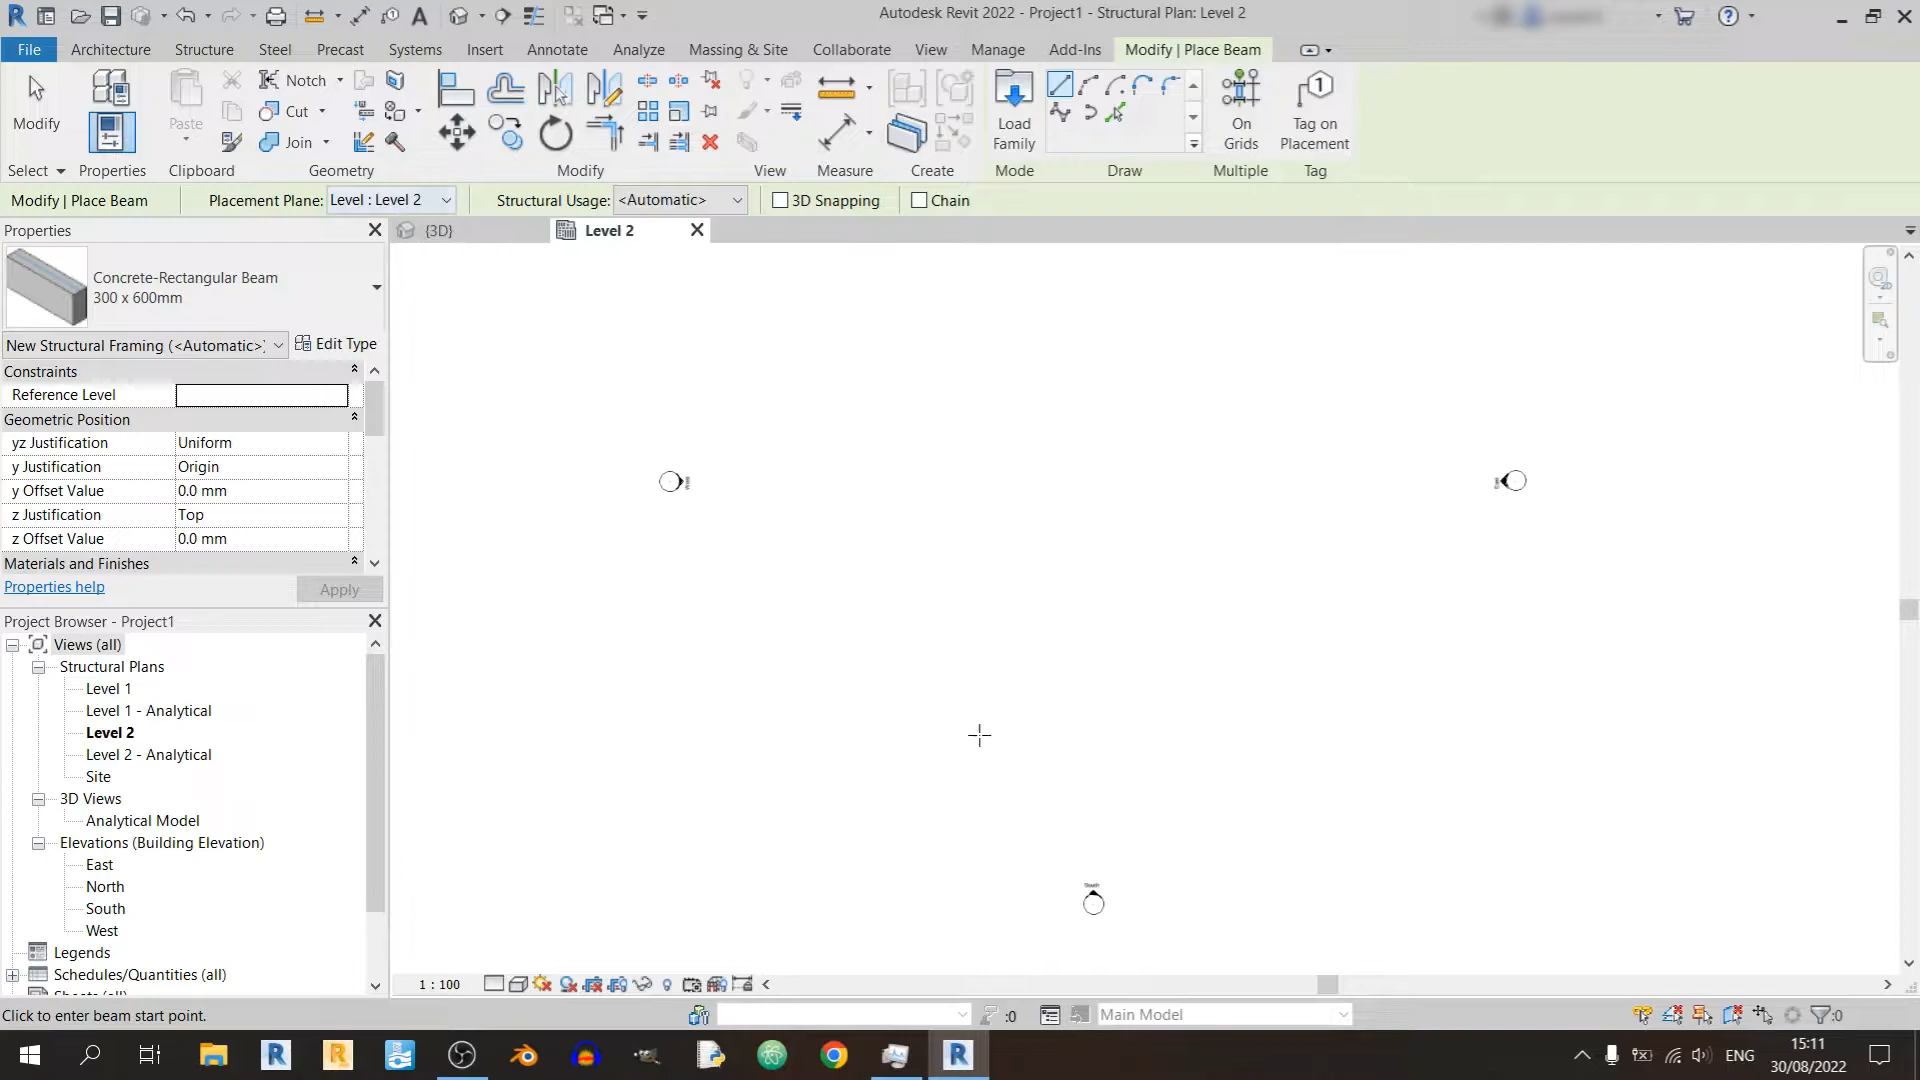 Autodesk Revit 2022 - Project1 - Structural Plan: Level 2
File
Architecture
Structure
Steel
Precast
Systems
Insert
Annotate
Analyze
Massing & Site
Collaborate
View
Manage
Add-Ins
Modify | Place Beam
Modify
Paste
Notch
Cut
Join
Load
Family
On
Grids
Tag on
Placement
Select
Properties
Clipboard
Geometry
Modify
View
Measure
Create
Mode
Draw
Multiple
Tag
Modify | Place Beam
Placement Plane: Level : Level 2
Structural Usage: <Automatic>
3D Snapping
Chain
Properties
{3D}
Level 2
Concrete-Rectangular Beam
300 x 600mm
New Structural Framing (<Automatic>)
Edit Type
Constraints
Reference Level
Geometric Position
yz Justification Uniform
y Justification Origin
y Offset Value 0.0 mm
z Justification Top
z Offset Value 0.0 mm
Materials and Finishes
Properties help
Apply
Project Browser - Project1
Views (all)
Structural Plans
Level 1
Level 1 - Analytical
Level 2
Level 2 - Analytical
Site
3D Views
Analytical Model
Elevations (Building Elevation)
East
North
South
West
Legends
Schedules/Quantities (all)
South
1 : 100
Click to enter beam start point.
:0
Main Model
:0
ENG
15:11
30/08/2022